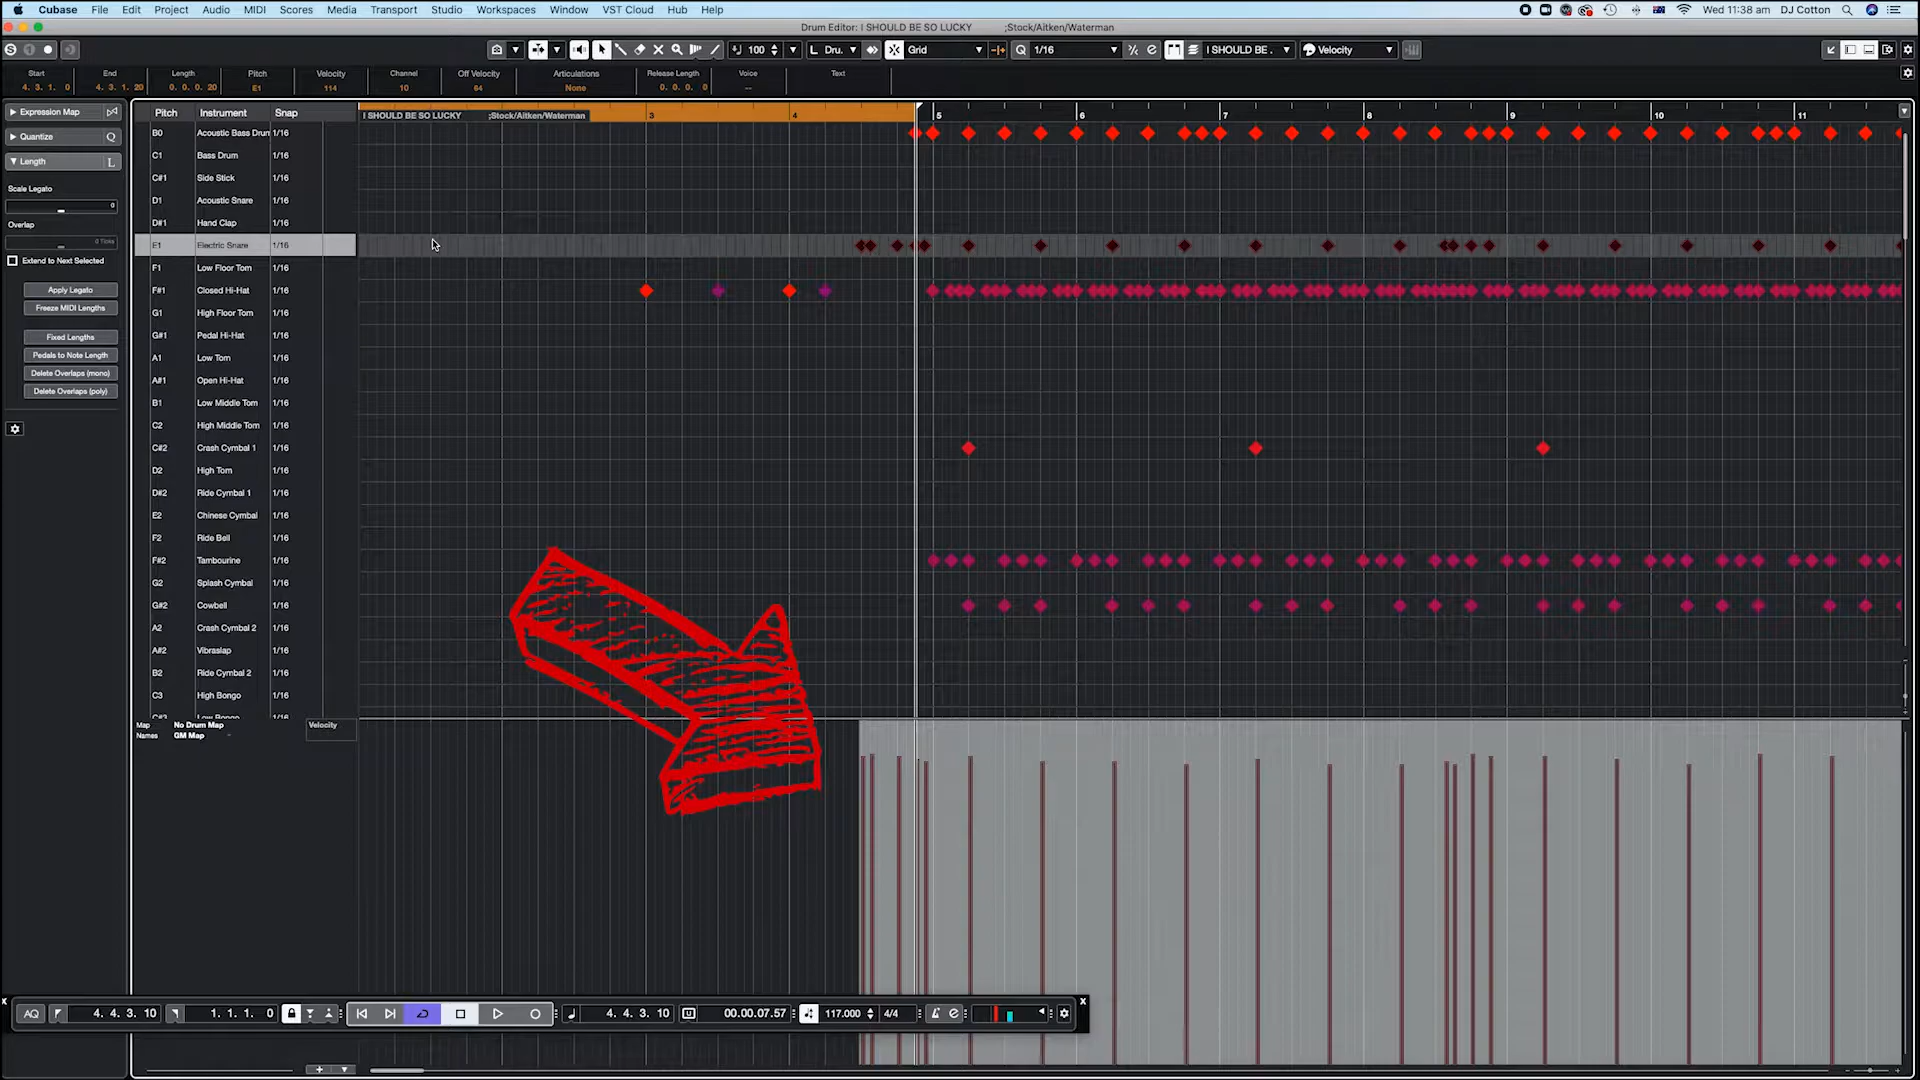 Cubase File Edit Project Audio MIDI Scores Media Transport Studio Workspaces Window VST Cloud Hub Help Wed 11:38 am DJ Cotton
Drum Editor: I SHOULD BE SO LUCKY ;Stock/Aitken/Waterman
100 L Dru. Grid Q 1/16 I SHOULD BE . Velocity
Start End Length Pitch Velocity Channel Off Velocity Articulations Release Length Voice Text
4. 3. 1. 0 4. 3. 1. 20 0. 0. 0. 20 E1 114 10 64 None 0. 0. 0. 0 --
Expression Map
Quantize Q
Length L
Scale Legato
0
Overlap
0 Ticks
Extend to Next Selected
Apply Legato
Freeze MIDI Lengths
Fixed Lengths
Pedals to Note Length
Delete Overlaps (mono)
Delete Overlaps (poly)
Pitch Instrument Snap
I SHOULD BE SO LUCKY ;Stock/Aitken/Waterman 3 4 5 6 7 8 9 10 11
B0 Acoustic Bass Drum 1/16
C1 Bass Drum 1/16
C#1 Side Stick 1/16
D1 Acoustic Snare 1/16
D#1 Hand Clap 1/16
E1 Electric Snare 1/16
F1 Low Floor Tom 1/16
F#1 Closed Hi-Hat 1/16
G1 High Floor Tom 1/16
G#1 Pedal Hi-Hat 1/16
A1 Low Tom 1/16
A#1 Open Hi-Hat 1/16
B1 Low Middle Tom 1/16
C2 High Middle Tom 1/16
C#2 Crash Cymbal 1 1/16
D2 High Tom 1/16
D#2 Ride Cymbal 1 1/16
E2 Chinese Cymbal 1/16
F2 Ride Bell 1/16
F#2 Tambourine 1/16
G2 Splash Cymbal 1/16
G#2 Cowbell 1/16
A2 Crash Cymbal 2 1/16
A#2 Vibraslap 1/16
B2 Ride Cymbal 2 1/16
C3 High Bongo 1/16
C#3 Low Bongo 1/16
Map No Drum Map Velocity
Names GM Map
AQ 4. 4. 3. 10 1. 1. 1. 0 4. 4. 3. 10 00.00.07.57 117.000 4/4